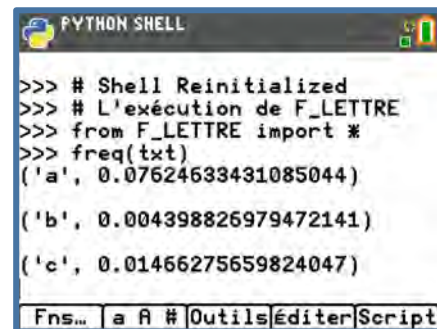 PYTHON SHELL
>>> # Shell Reinitialized
>>> # L'exécution de F_LETTRE
>>> from F_LETTRE import *
>>> freq(txt)
('a', 0.07624633431085044)
('b', 0.004398826979472141)
('c', 0.01466275659824047)
Fns… a A # Outils Éditer Script